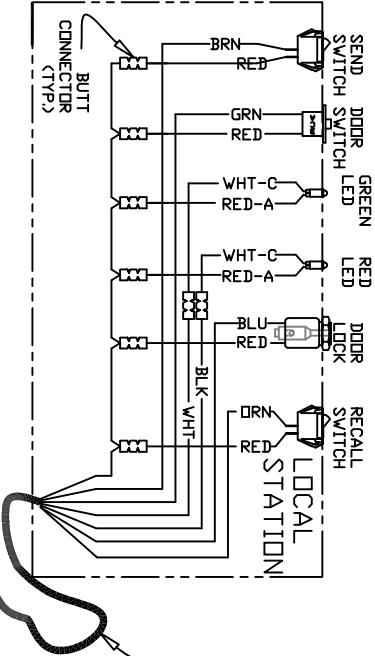 SEND
SWITCH
DOOR
SWITCH
GREEN
LED
RED
LED
DOOR
LOCK
RECALL
SWITCH
BRN
RED
GRN
RED
WHT-C
RED-A
WHT-C
RED-A
BLU
RED
ORN
RED
BLK
WHT
BUTT
CONNECTOR
(TYP.)
LOCAL
STATION